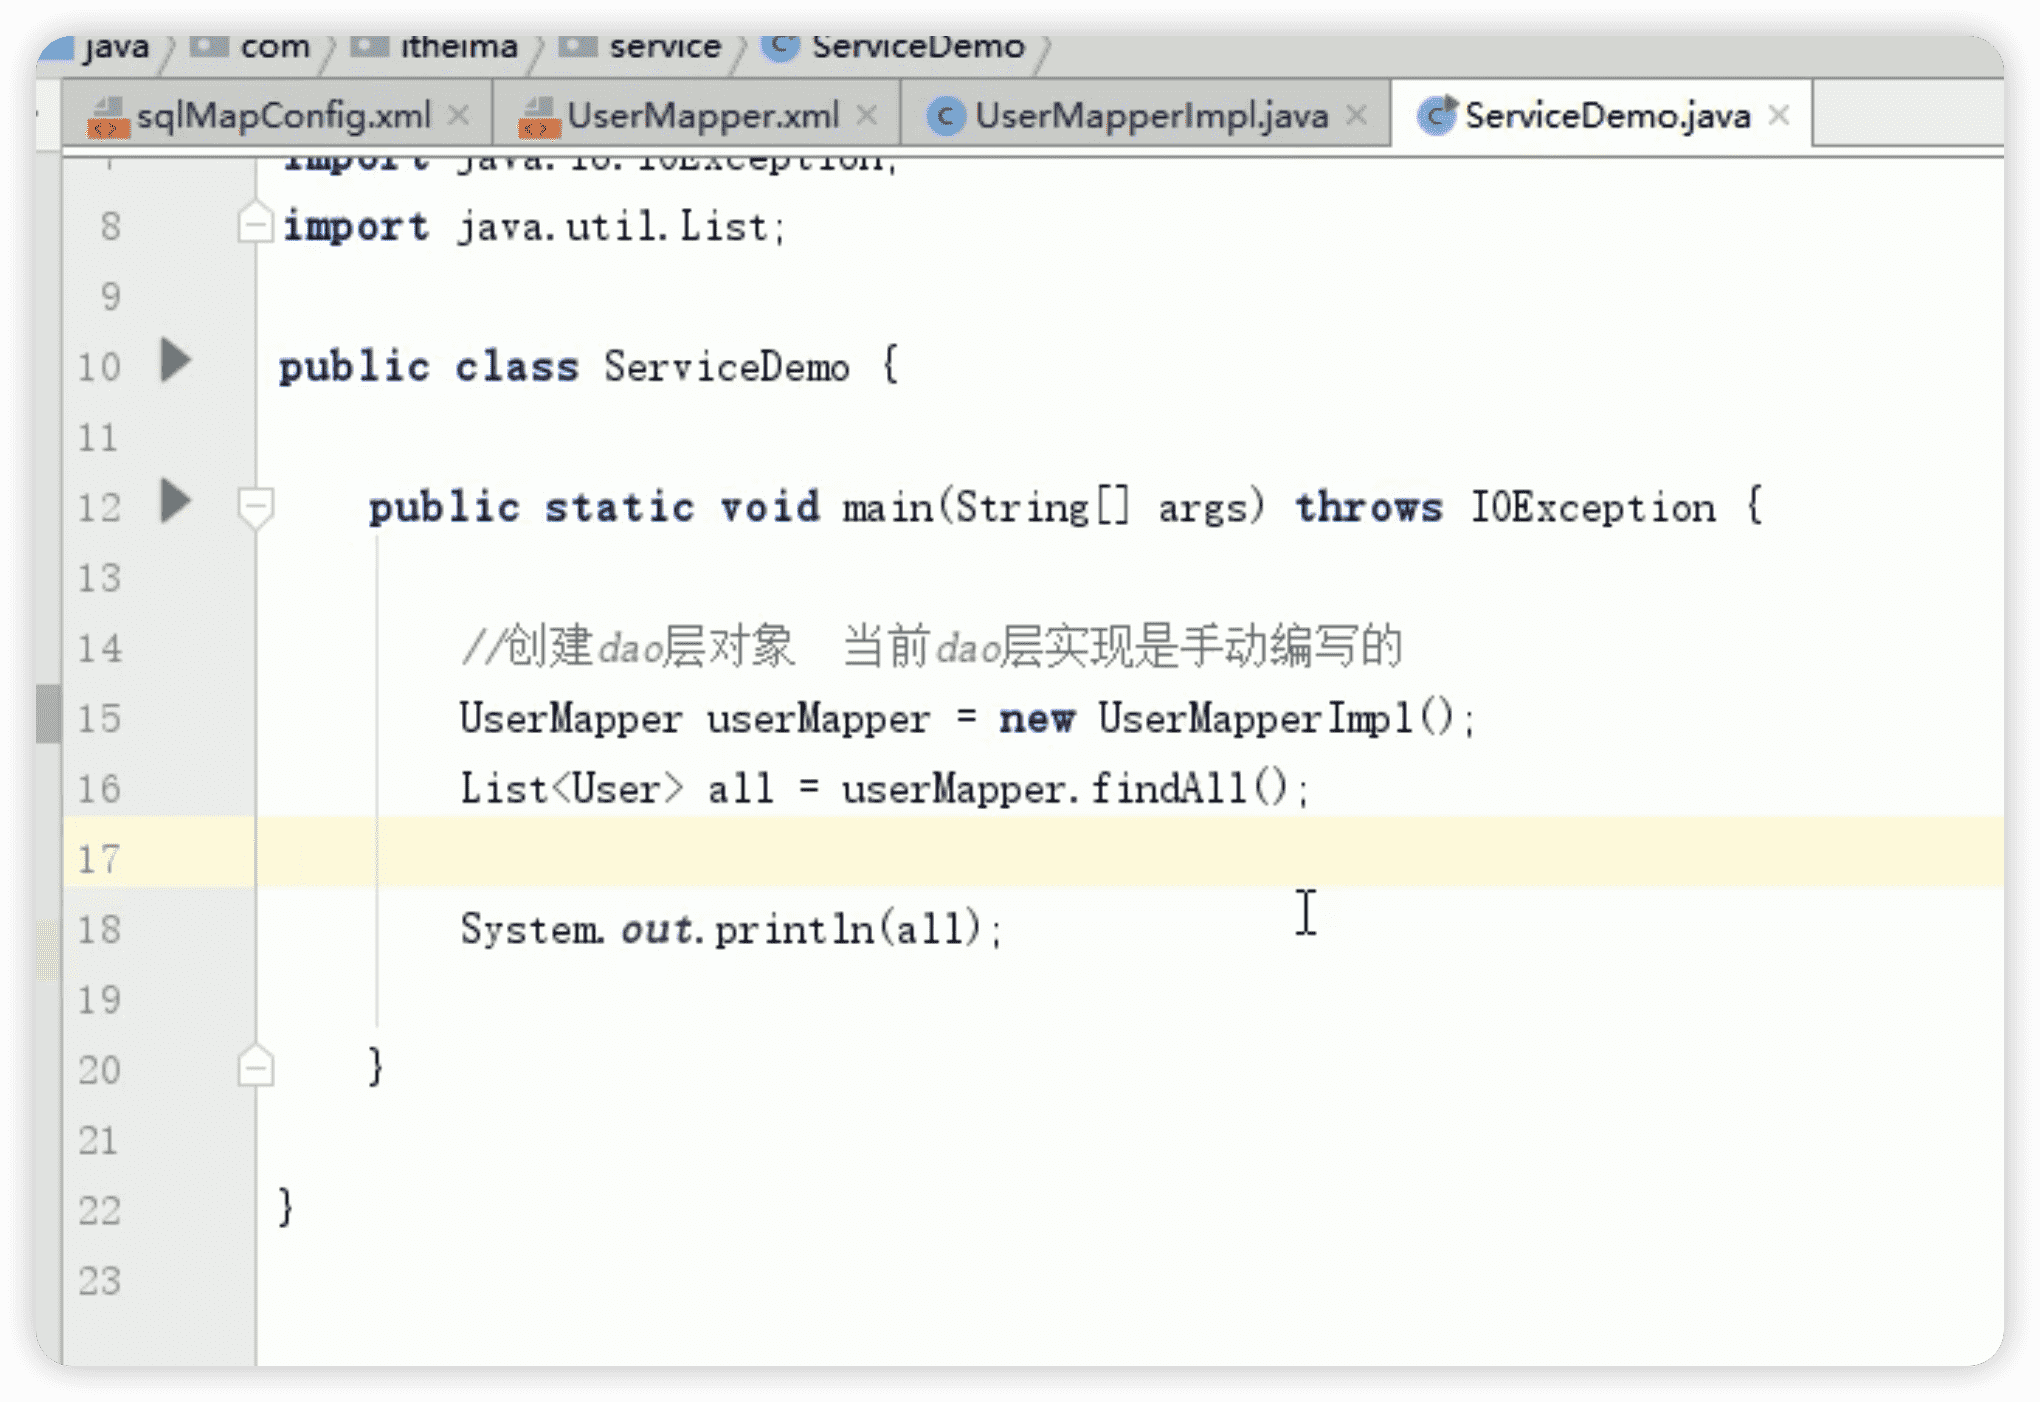 java com itheima service ServiceDemo
sqlMapConfig.xml UserMapper.xml UserMapperImpl.java ServiceDemo.java
import java.io.IOException;
8 import java.util.List;
9
10 public class ServiceDemo {
11
12 public static void main(String[] args) throws IOException {
13
14 //创建dao层对象 当前dao层实现是手动编写的
15 UserMapper userMapper = new UserMapperImpl();
16 List<User> all = userMapper.findAll();
17
18 System.out.println(all);
19
20 }
21
22 }
23